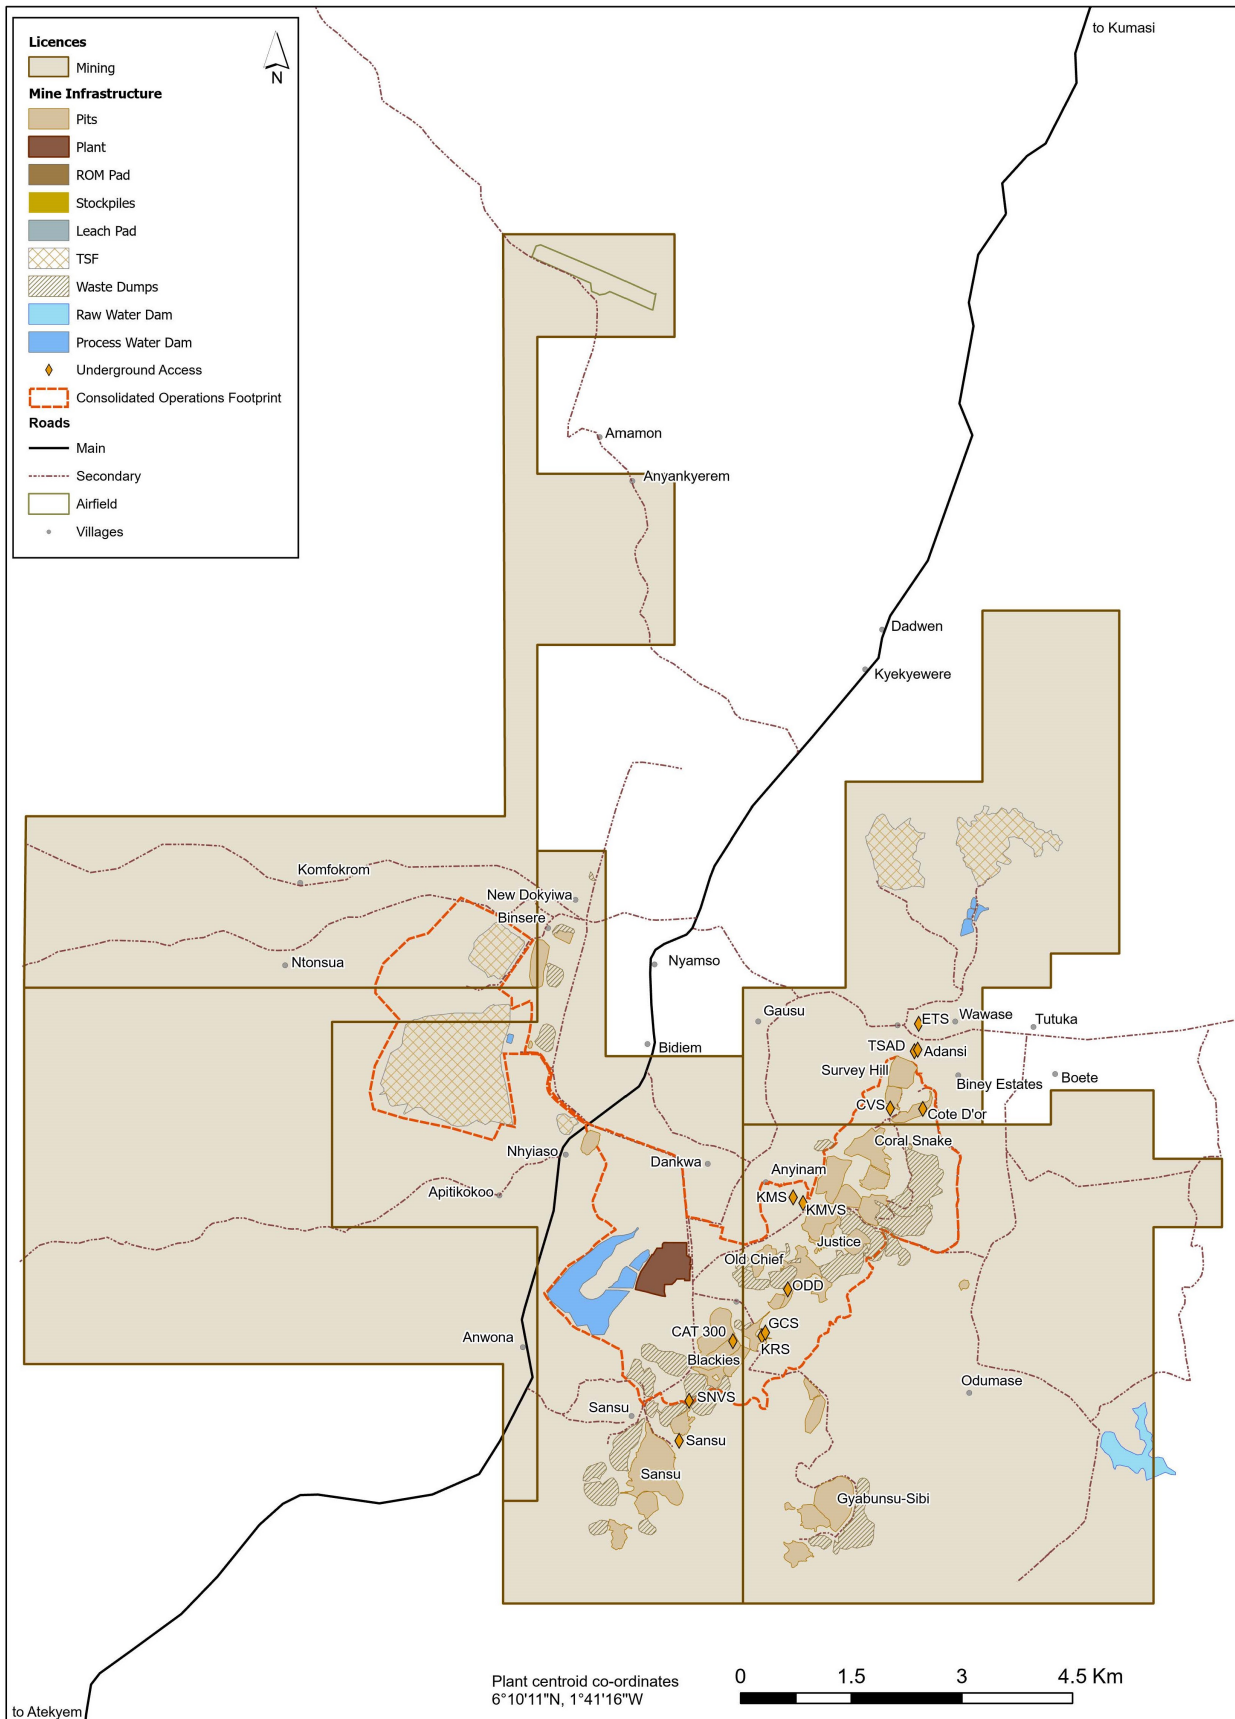 Licences
N
Mining
Mine Infrastructure
Pits
Plant
ROM Pad
Stockpiles
Leach Pad
TSF
Waste Dumps
Raw Water Dam
Process Water Dam
Underground Access
Consolidated Operations Footprint
Roads
Main
Secondary
Airfield
Villages
to Kumasi
Amamon
Anyankyerem
Dadwen
Kyekyewere
Komfokrom
New Dokyiwa
Binsere
Ntonsua
Nyamso
Gausu
ETS
Wawase
Tutuka
Bidiem
TSAD
Adansi
Survey Hill
Biney Estates
Boete
CVS
Cote D'or
Coral Snake
Nhyiaso
Dankwa
Anyinam
Apitikokoo
KMS
KMVS
Justice
Old Chief
ODD
CAT 300
GCS
KRS
Anwona
Blackies
Odumase
SNVS
Sansu
Sansu
Sansu
Gyabunsu-Sibi
Plant centroid co-ordinates
6°10'11"N, 1°41'16"W
0 1.5 3 4.5 Km
to Atekyem